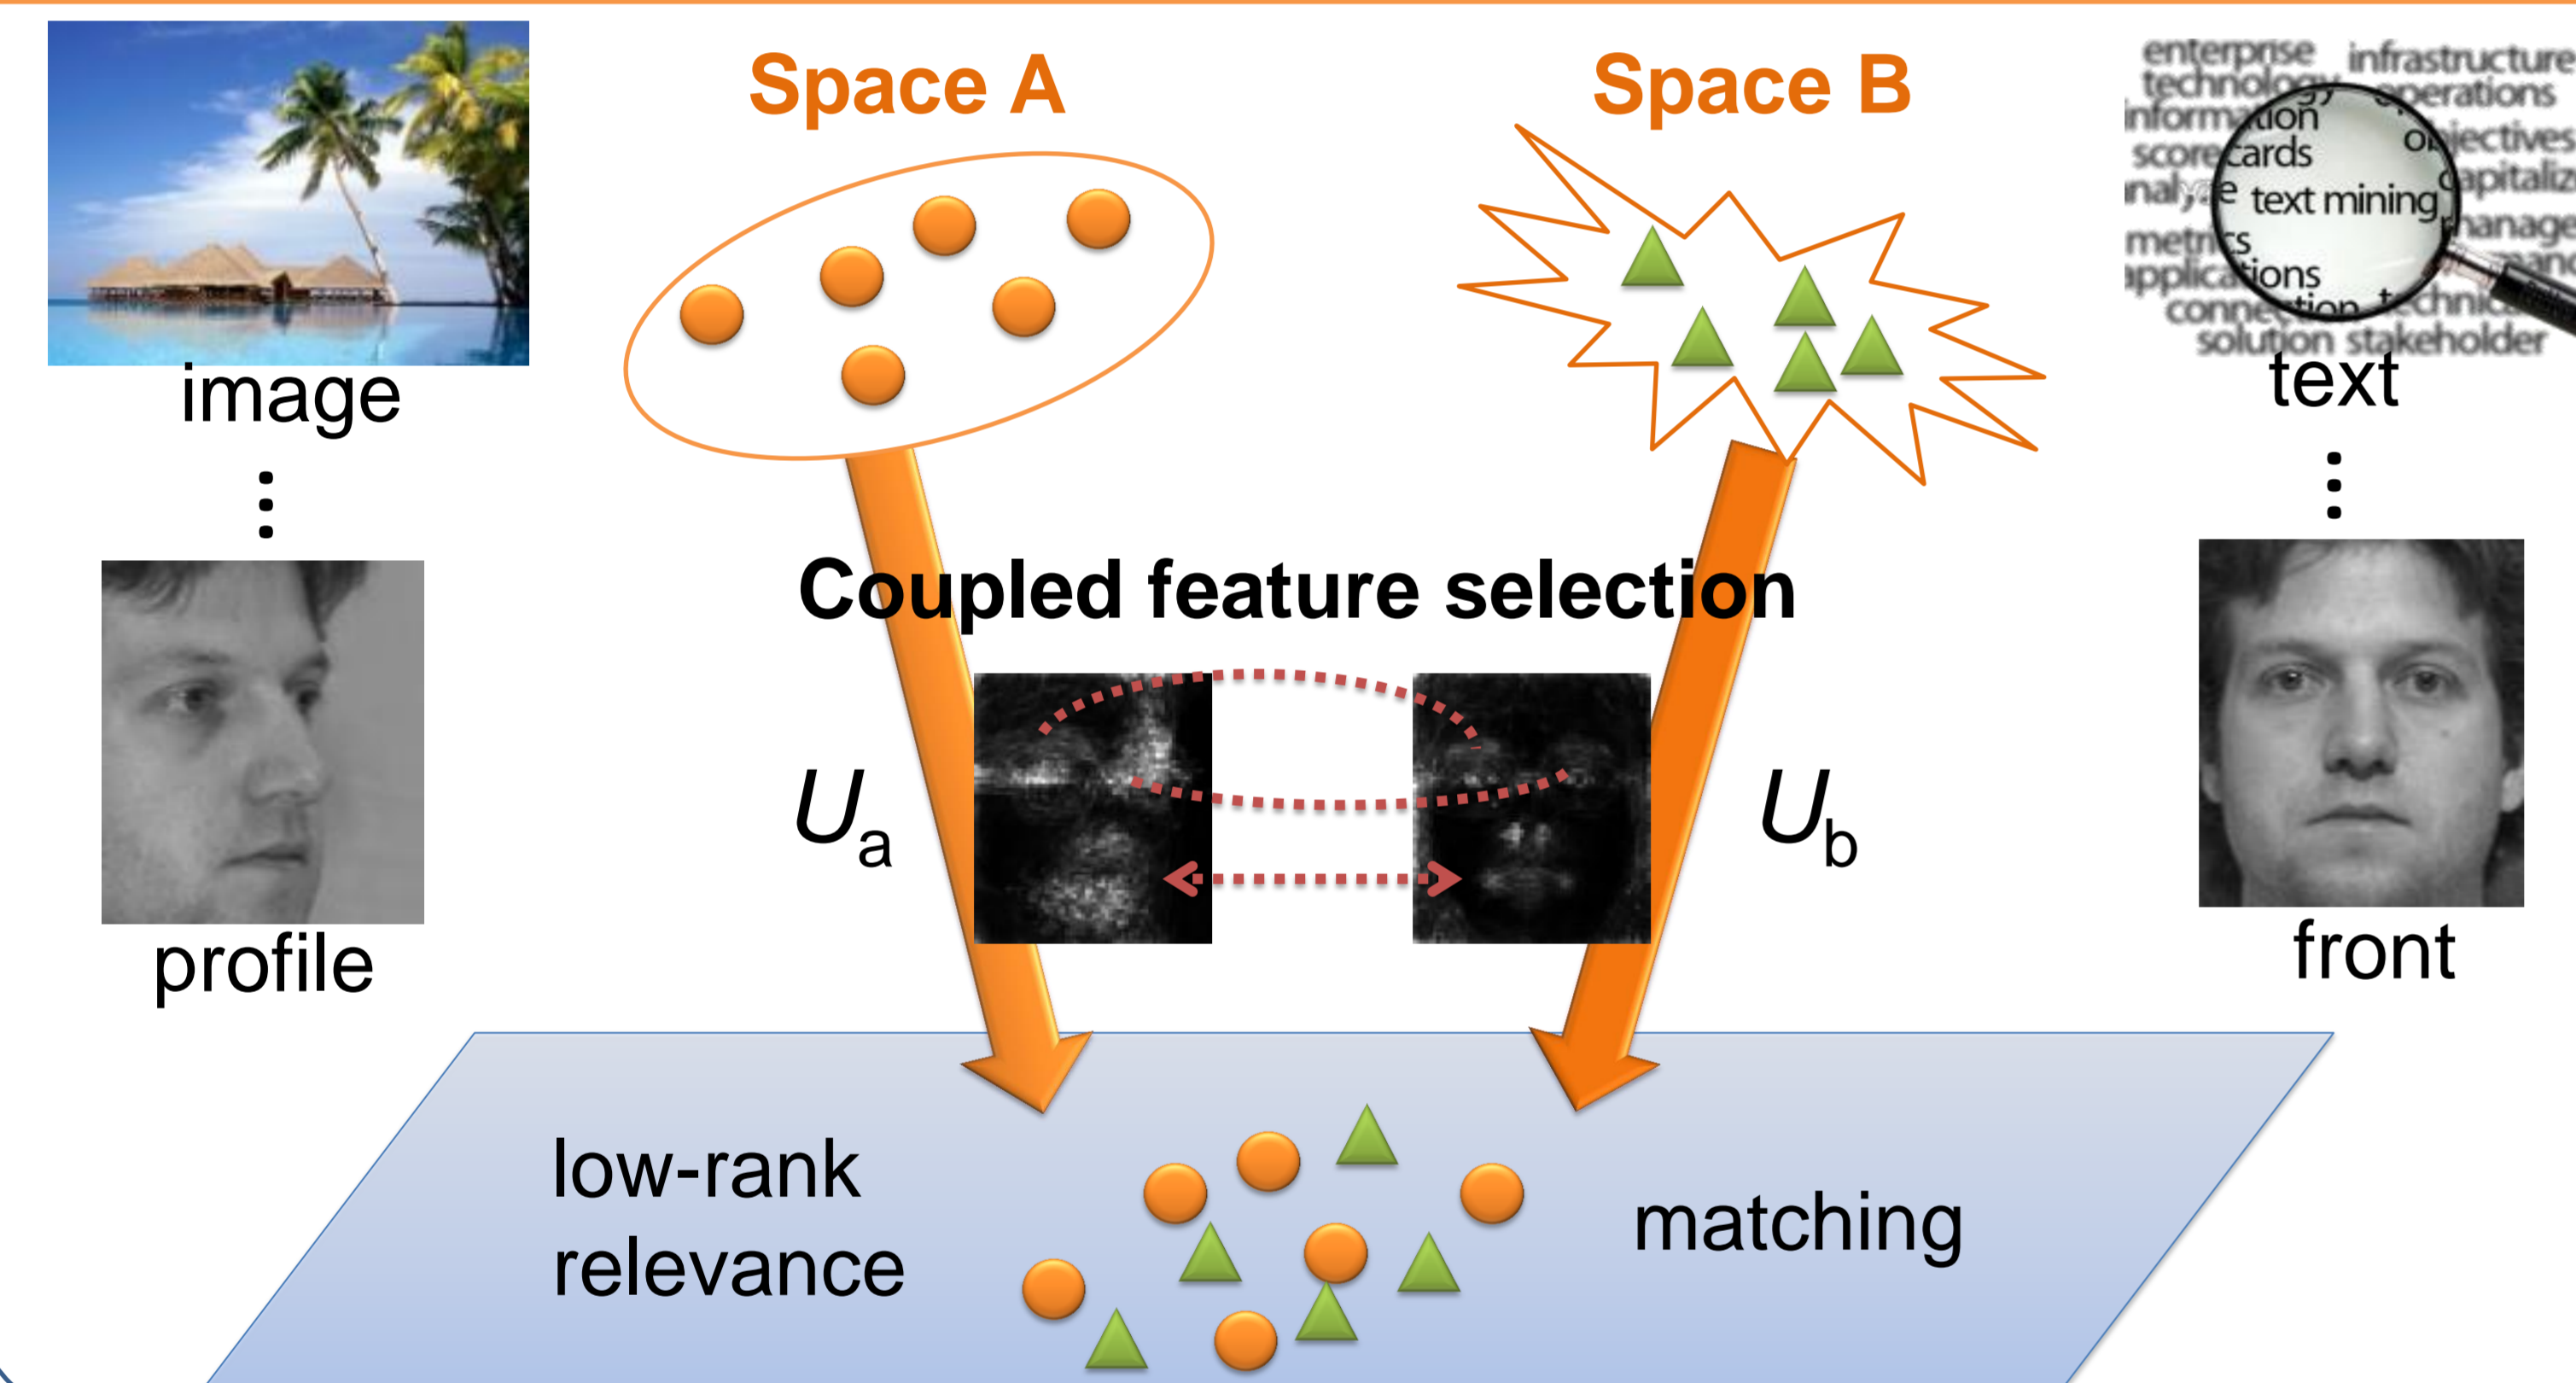 Space A
Space B
enterprise infrastructure
technology operations
information
objectives
scorecards
text mining
metrics
applications
connection
solution stakeholder
image
text
Coupled feature selection
Ua
Ub
profile
front
low-rank
relevance
matching